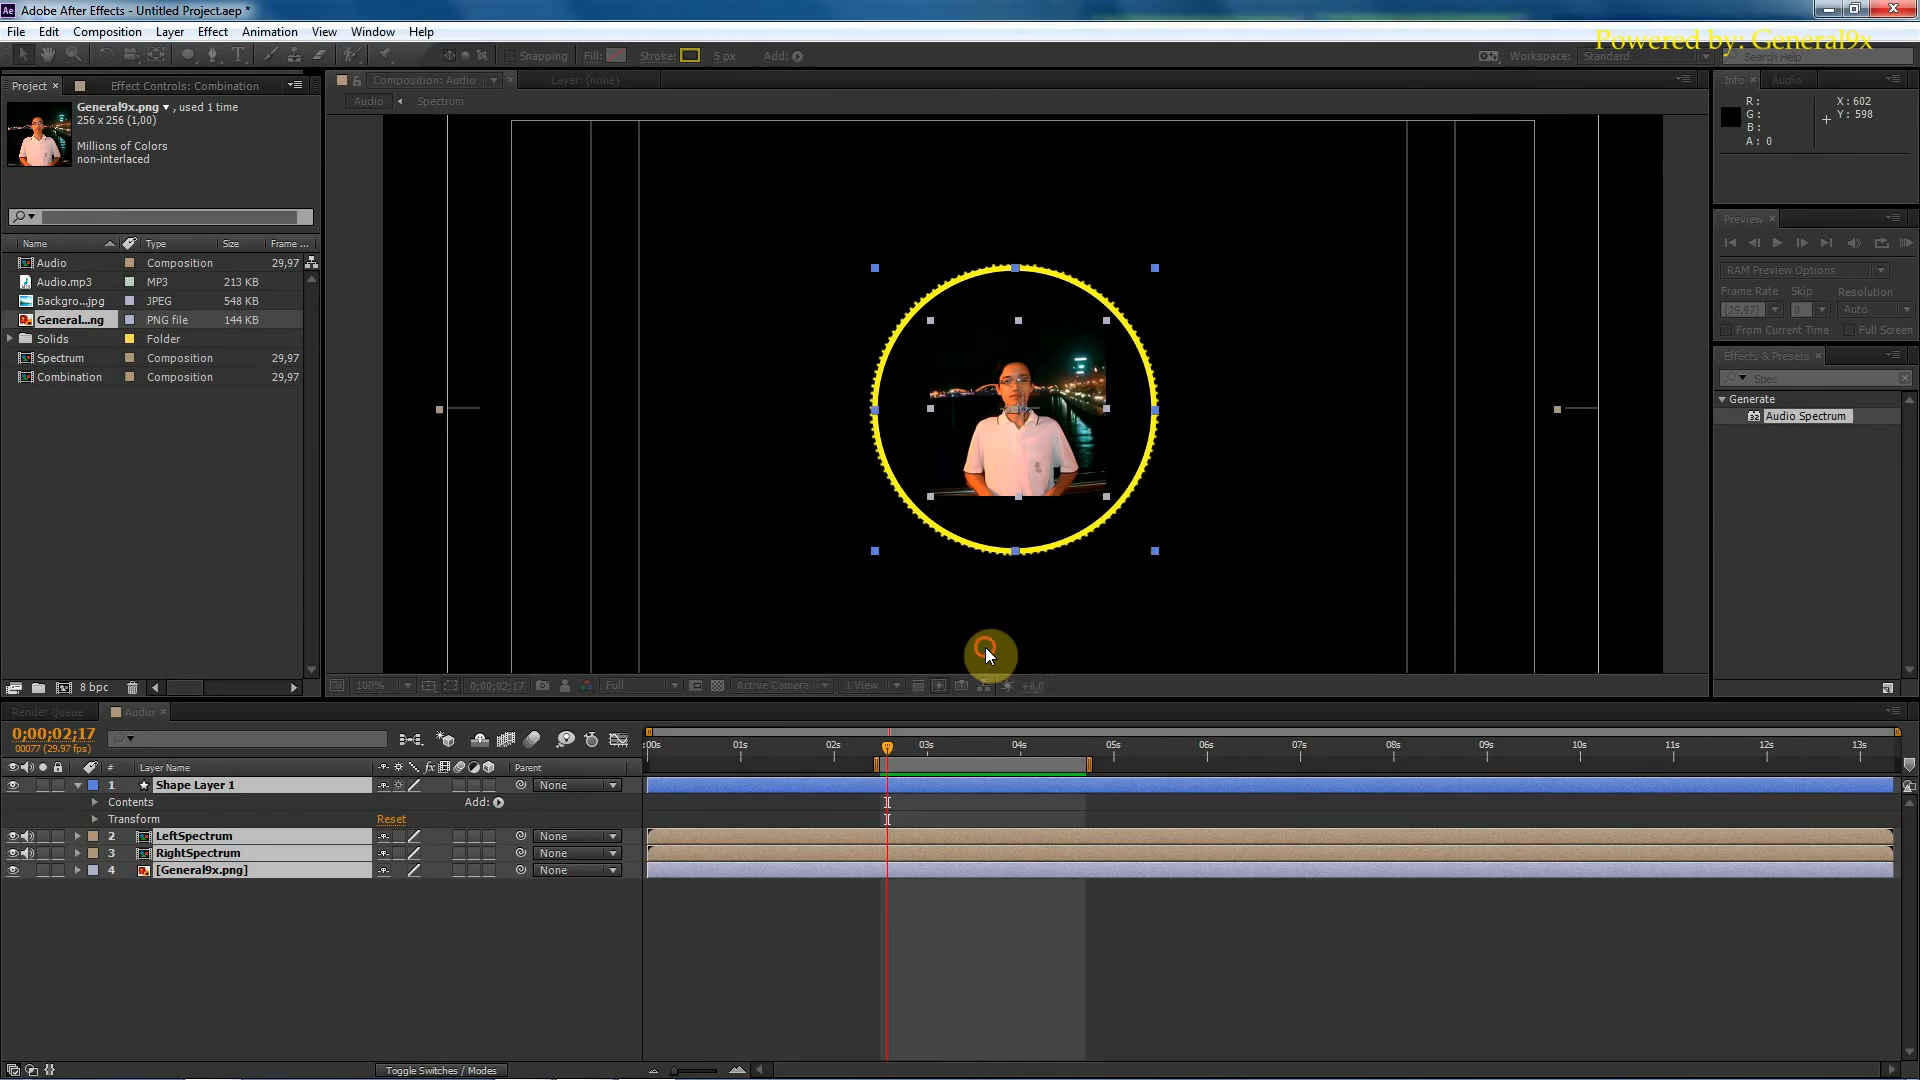 Ae Adobe After Effects - Untitled Project.aep *
File Edit Composition Layer Effect Animation View Window Help
Powered by: General9x
Snapping Fill: Stroke: 5 px Add: Workspace: Standard Search Help
Project Effect Controls: Combination
Composition: Audio Layer: (none)
Info Audio
General9x.png , used 1 time
256 x 256 (1,00)
Millions of Colors
non-interlaced
Audio Spectrum
R: X: 602
G: Y: 598
B:
A: 0
Preview
RAM Preview Options
Frame Rate Skip Resolution
(29,97) 0 Auto
From Current Time Full Screen
Effects & Presets
Spec
Generate
32 Audio Spectrum
Name Type Size Frame ...
Audio Composition 29,97
Audio.mp3 MP3 213 KB
Backgro...jpg JPEG 548 KB
General...ng PNG file 144 KB
Solids Folder
Spectrum Composition 29,97
Combination Composition 29,97
8 bpc
100% 0;00;02;17 Full Active Camera 1 View +0,0
Render Queue Audio
0;00;02;17
00077 (29.97 fps)
:00s 01s 02s 03s 04s 05s 06s 07s 08s 09s 10s 11s 12s 13s
# Layer Name fx Parent
1 Shape Layer 1 None
Contents Add:
Transform Reset
2 LeftSpectrum None
3 RightSpectrum None
4 [General9x.png] None
Toggle Switches / Modes